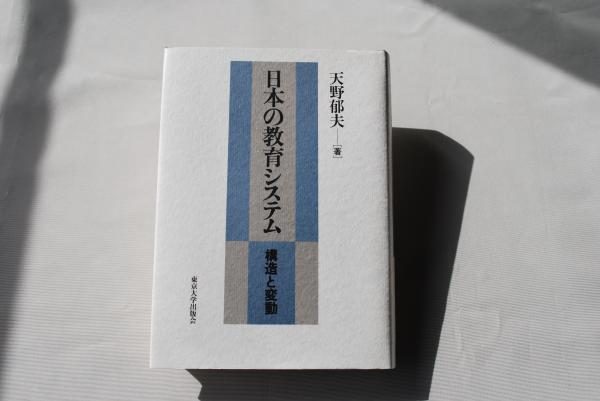 天野郁夫―[著]
日本の教育システム
構造と変動
東京大学出版会